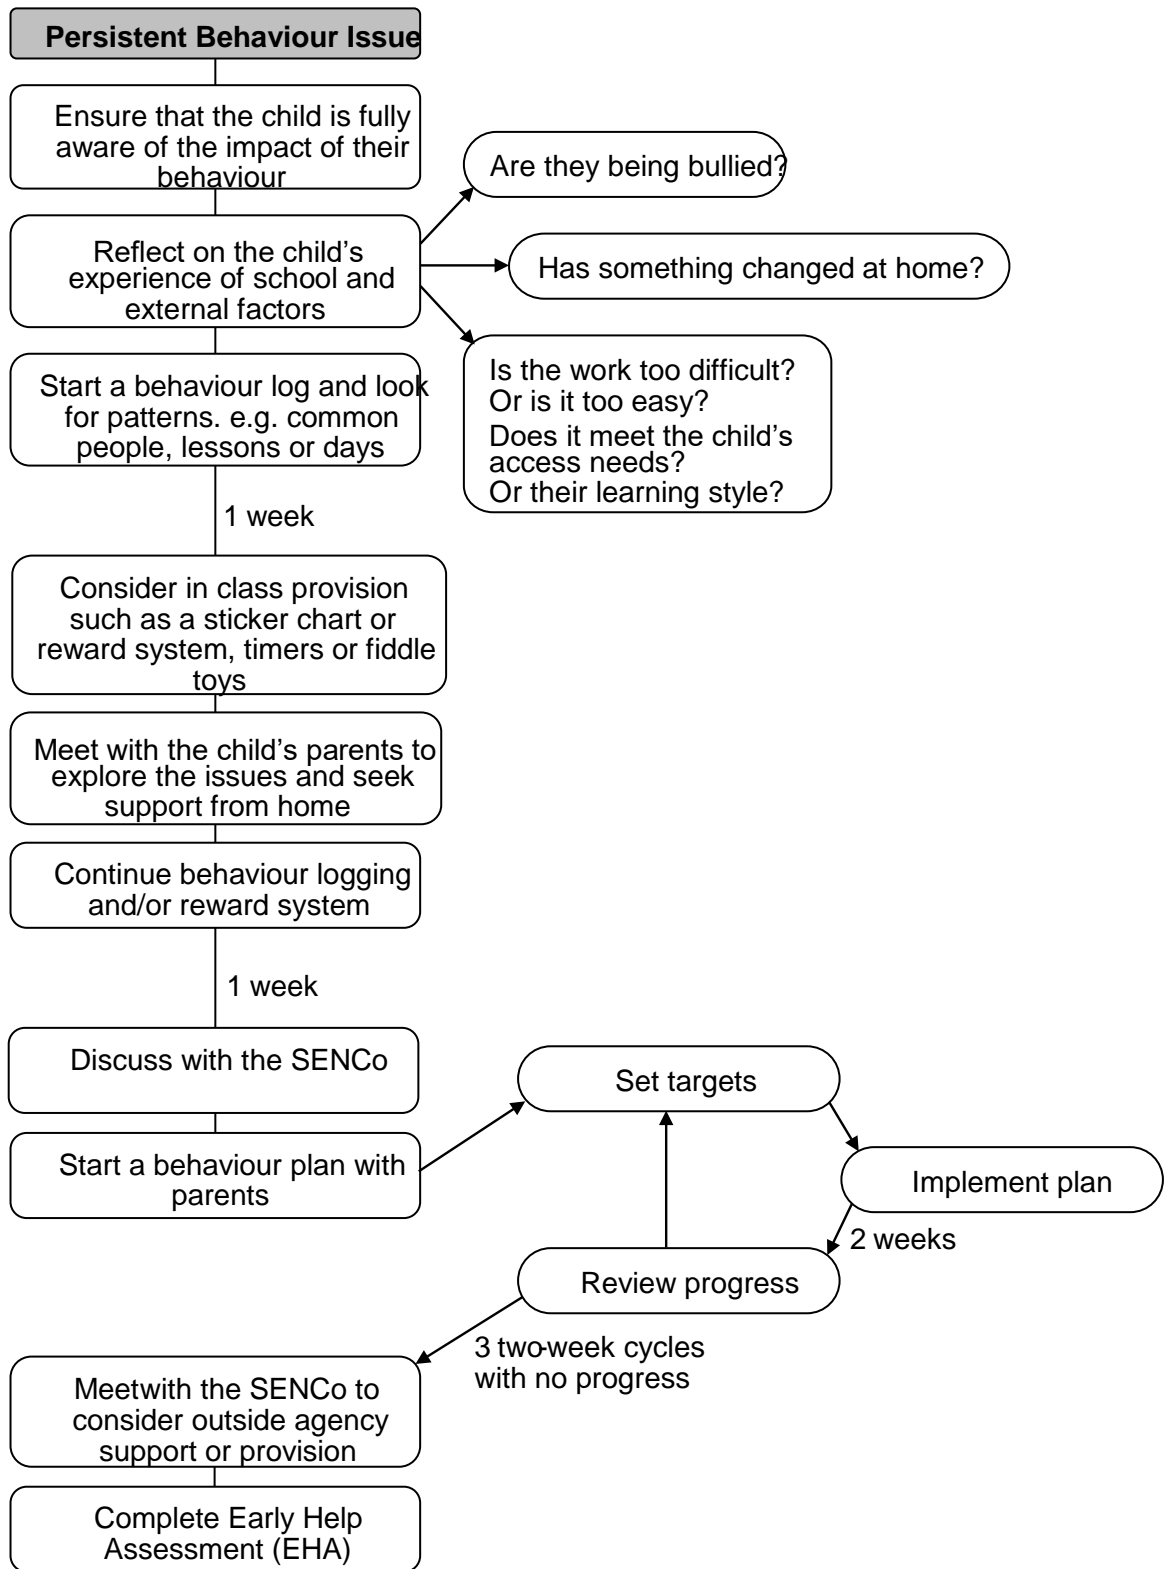 Persistent Behaviour Issue
Ensure that the child is fully
aware of the impact of their
behaviour
Are they being bullied?
Reflect on the child’s
experience of school and
external factors
Has something changed at home?
Start a behaviour log and look
for patterns. e.g. common
people, lessons or days
Is the work too difficult?
Or is it too easy?
Does it meet the child’s
access needs?
Or their learning style?
1 week
Consider in class provision
such as a sticker chart or
reward system, timers or fiddle
toys
Meet with the child’s parents to
explore the issues and seek
support from home
Continue behaviour logging
and/or reward system
1 week
Discuss with the SENCo
Set targets
Start a behaviour plan with
parents
Implement plan
2 weeks
Review progress
3 two-week cycles
with no progress
Meetwith the SENCo to
consider outside agency
support or provision
Complete Early Help
Assessment (EHA)